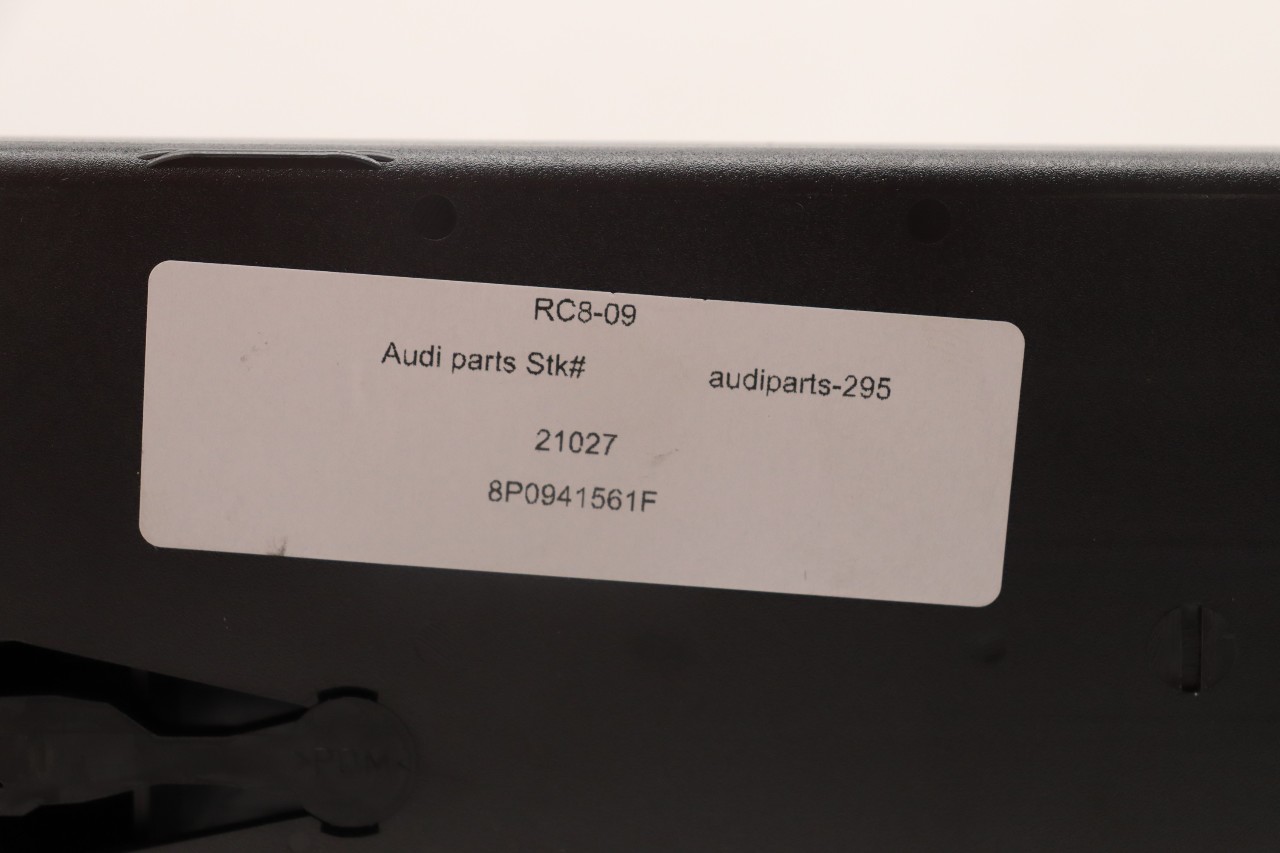 RC8-09
Audi parts Stk# audiparts-295
21027
8P0941561F